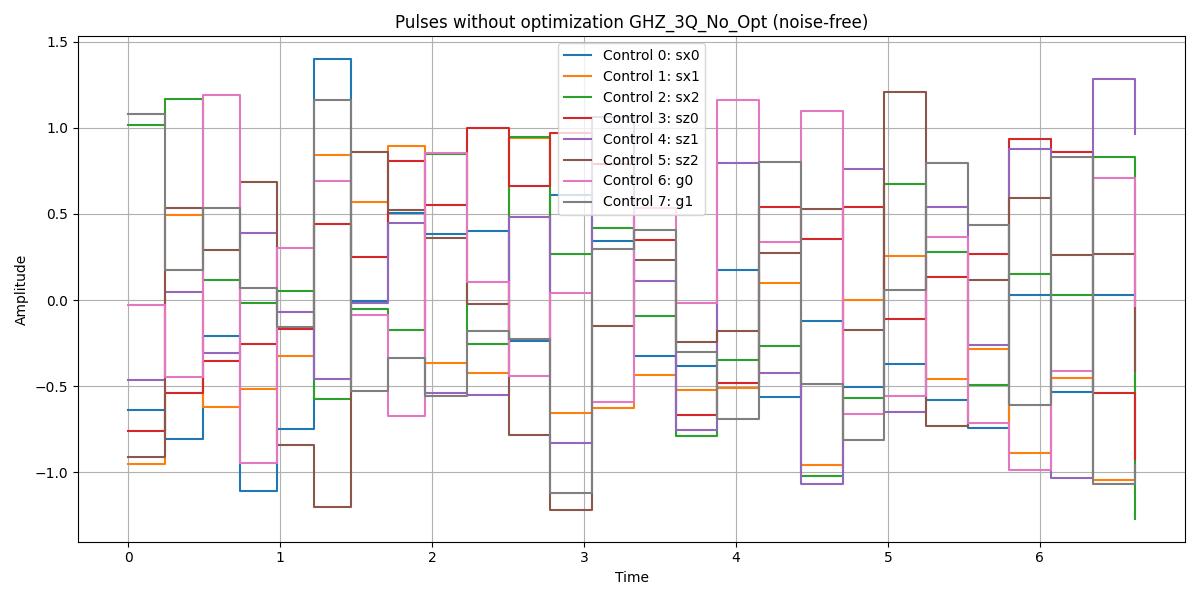 Pulses without optimization GHZ_3Q_No_Opt (noise-free)
1.5
1.0
0.5
0.0
−0.5
−1.0
Amplitude
Control 0: sx0
Control 1: sx1
Control 2: sx2
Control 3: sz0
Control 4: sz1
Control 5: sz2
Control 6: g0
Control 7: g1
0 1 2 3 4 5 6
Time